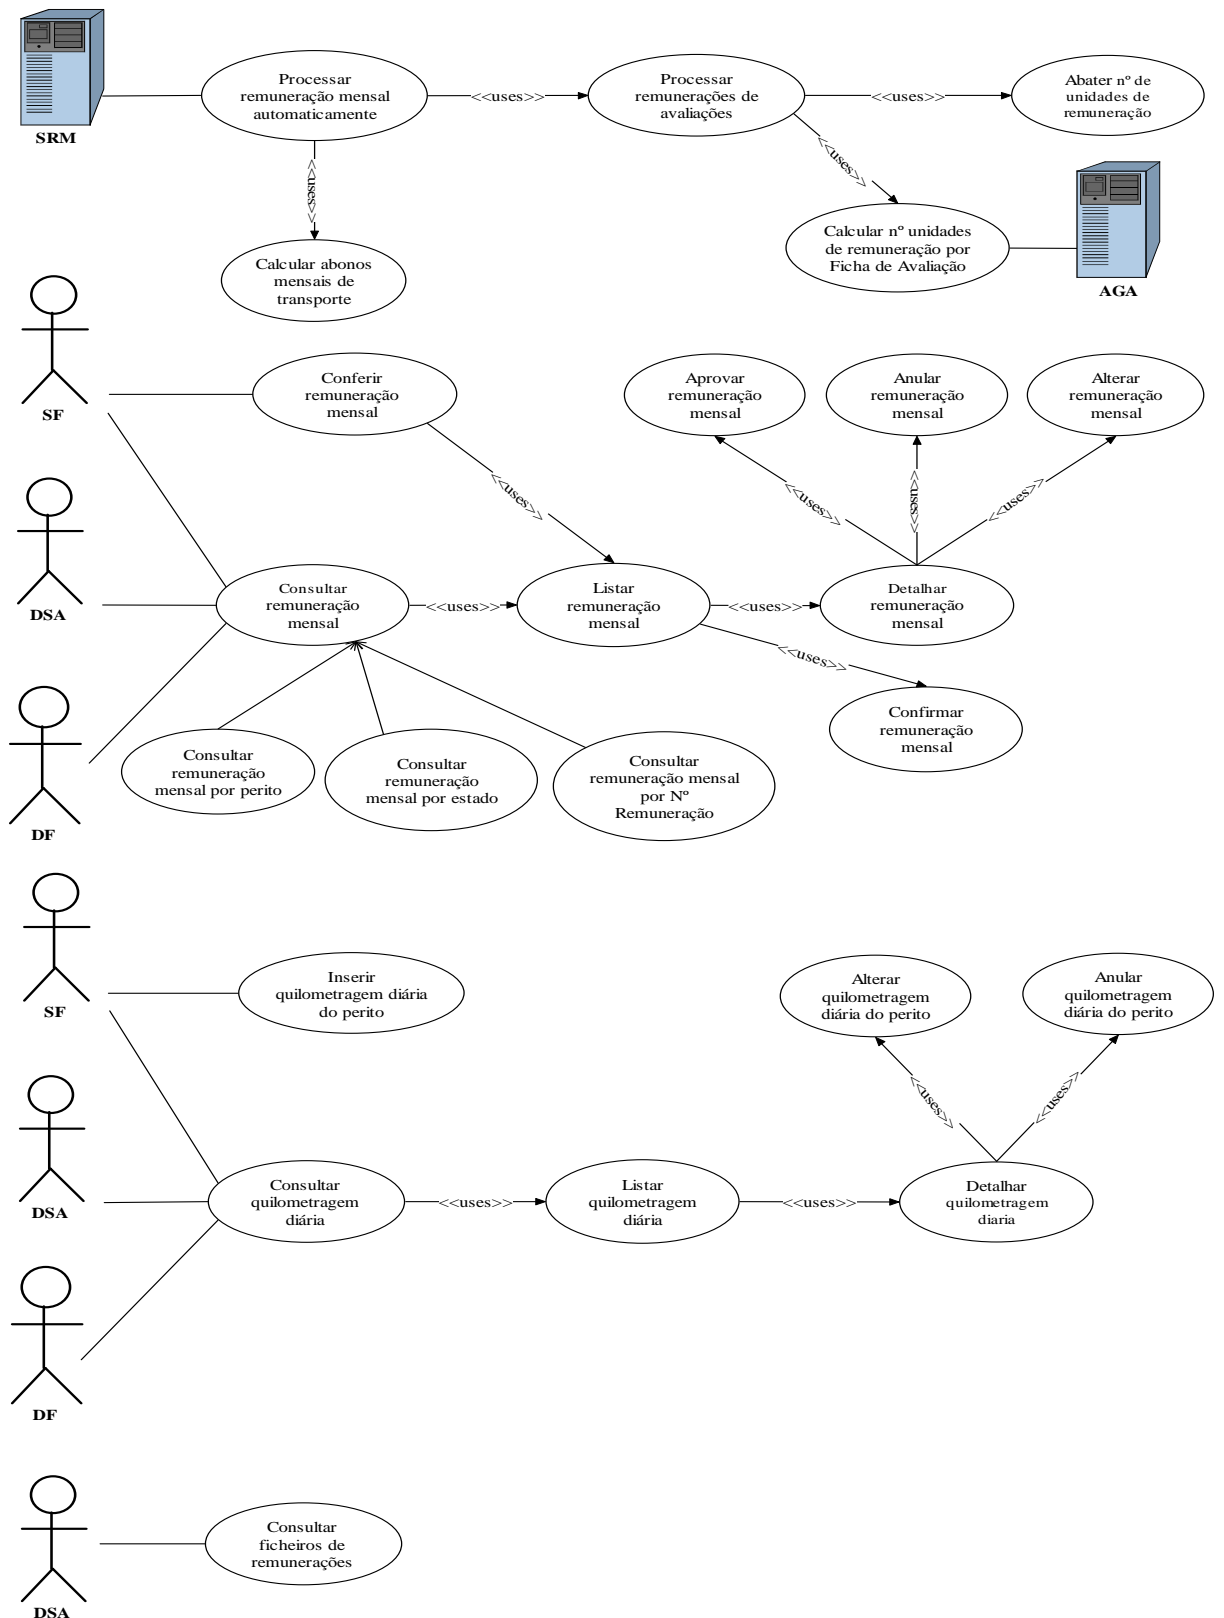 Processar
remuneração mensal
automaticamente
<<uses>>
Processar
remunerações de
avaliações
<<uses>>
Abater nº de
unidades de
remuneração
SRM
<<uses>>
<<uses>>
Calcular abonos
mensais de
transporte
Calcular nº unidades
de remuneração por
Ficha de Avaliação
AGA
SF
Conferir
remuneração
mensal
Aprovar
remuneração
mensal
Anular
remuneração
mensal
Alterar
remuneração
mensal
<<uses>>
<<uses>>
<<uses>>
<<uses>>
DSA
Consultar
remuneração
mensal
<<uses>>
Listar
remuneração
mensal
<<uses>>
Detalhar
remuneração
mensal
<<uses>>
Confirmar
remuneração
mensal
DF
Consultar
remuneração
mensal por perito
Consultar
remuneração
mensal por estado
Consultar
remuneração mensal
por Nº
Remuneração
SF
Inserir
quilometragem diária
do perito
Alterar
quilometragem
diária do perito
Anular
quilometragem
diária do perito
<<uses>>
<<uses>>
DSA
Consultar
quilometragem
diária
<<uses>>
Listar
quilometragem
diária
<<uses>>
Detalhar
quilometragem
diaria
DF
Consultar
ficheiros de
remunerações
DSA